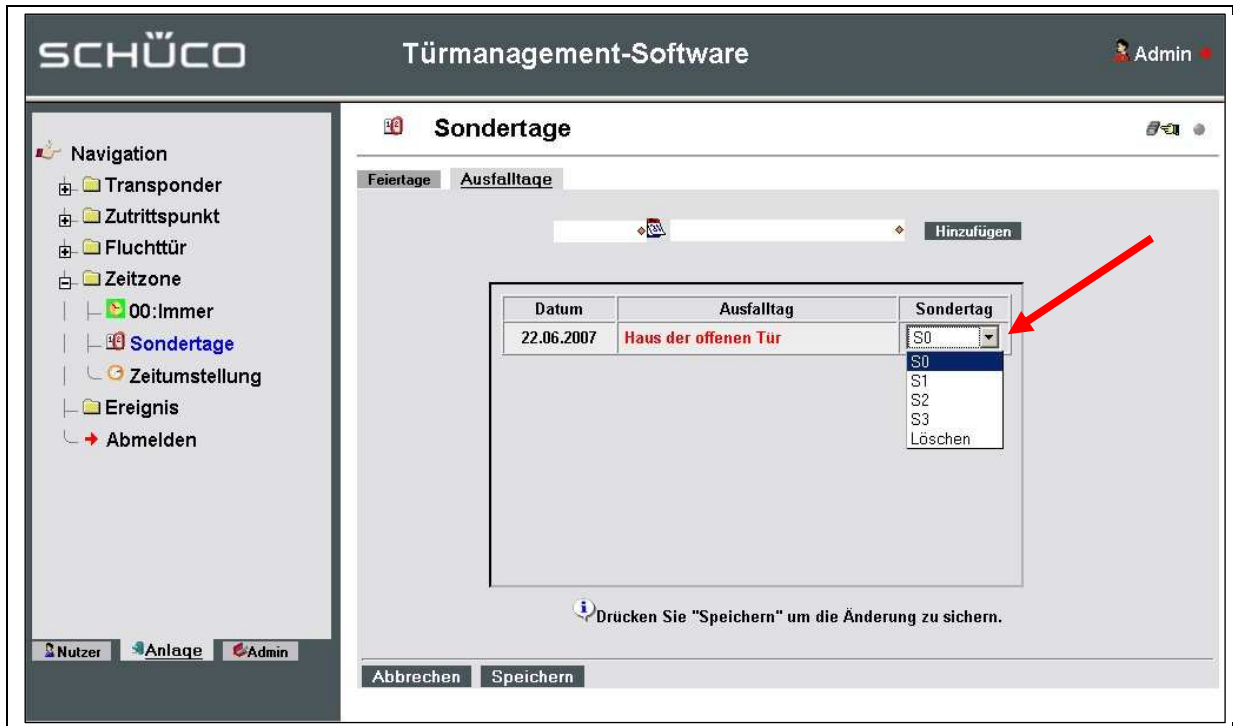 SCHÜCO
Türmanagement-Software
Admin
Navigation
Transponder
Zutrittspunkt
Fluchttür
Zeitzone
00:Immer
Sondertage
Zeitumstellung
Ereignis
Abmelden
Nutzer Anlage Admin
Sondertage
Feiertage Ausfalltage
Hinzufügen
Datum Ausfalltag Sondertag
22.06.2007 Haus der offenen Tür S0
S0
S1
S2
S3
Löschen
Drücken Sie "Speichern" um die Änderung zu sichern.
Abbrechen Speichern